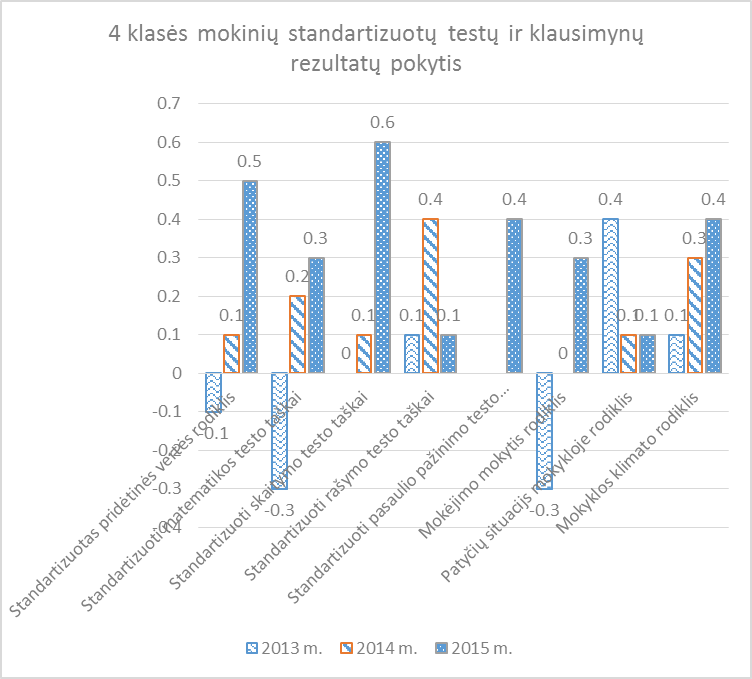 4 klasės mokinių standartizuotų testų ir klausimynų
rezultatų pokytis
0.7
0.6
0.5
0.4
0.3
0.2
0.1
0
-0.1
-0.2
-0.3
-0.4
-0.1
0.1
0.5
-0.3
0.2
0.3
0
0.1
0.6
0.1
0.4
0.1
0.4
-0.3
0
0.3
0.4
0.1
0.1
0.1
0.3
0.4
Standartizuotas pridėtinės vertės rodiklis
Standartizuoti matematikos testo taškai
Standartizuoti skaitymo testo taškai
Standartizuoti rašymo testo taškai
Standartizuoti pasaulio pažinimo testo...
Mokėjimo mokytis rodiklis
Patyčių situacijs mokykloje rodiklis
Mokyklos klimato rodiklis
2013 m.
2014 m.
2015 m.